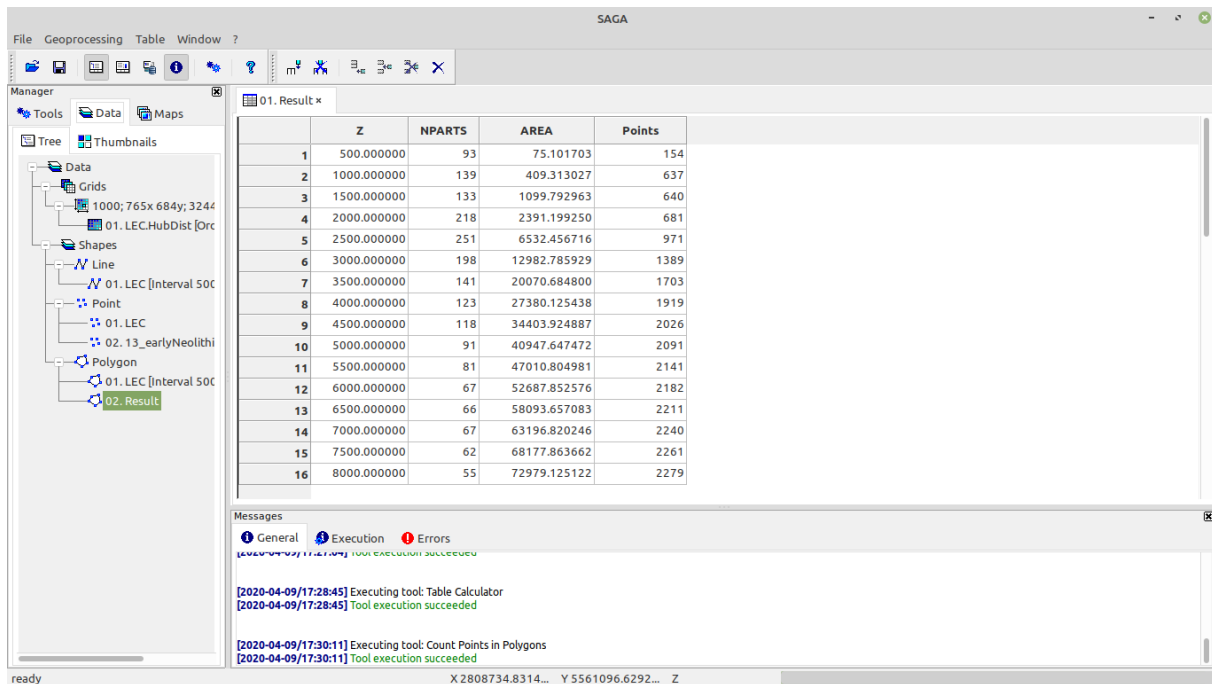 SAGA
File Geoprocessing Table Window ?
Manager
Tools Data Maps
Tree Thumbnails
Data
Grids
1000; 765x 684y; 3244
01. LEC.HubDist [Orc
Shapes
Line
01. LEC [Interval 500
Point
01. LEC
02. 13_earlyNeolithi
Polygon
01. LEC [Interval 500
02. Result
01. Result ×
Z NPARTS AREA Points
1 500.000000 93 75.101703 154
2 1000.000000 139 409.313027 637
3 1500.000000 133 1099.792963 640
4 2000.000000 218 2391.199250 681
5 2500.000000 251 6532.456716 971
6 3000.000000 198 12982.785929 1389
7 3500.000000 141 20070.684800 1703
8 4000.000000 123 27380.125438 1919
9 4500.000000 118 34403.924887 2026
10 5000.000000 91 40947.647472 2091
11 5500.000000 81 47010.804981 2141
12 6000.000000 67 52687.852576 2182
13 6500.000000 66 58093.657083 2211
14 7000.000000 67 63196.820246 2240
15 7500.000000 62 68177.863662 2261
16 8000.000000 55 72979.125122 2279
Messages
General Execution Errors
[2020-04-09/17:27:04] Tool execution succeeded
[2020-04-09/17:28:45] Executing tool: Table Calculator
[2020-04-09/17:28:45] Tool execution succeeded
[2020-04-09/17:30:11] Executing tool: Count Points in Polygons
[2020-04-09/17:30:11] Tool execution succeeded
ready X 2808734.8314... Y 5561096.6292... Z